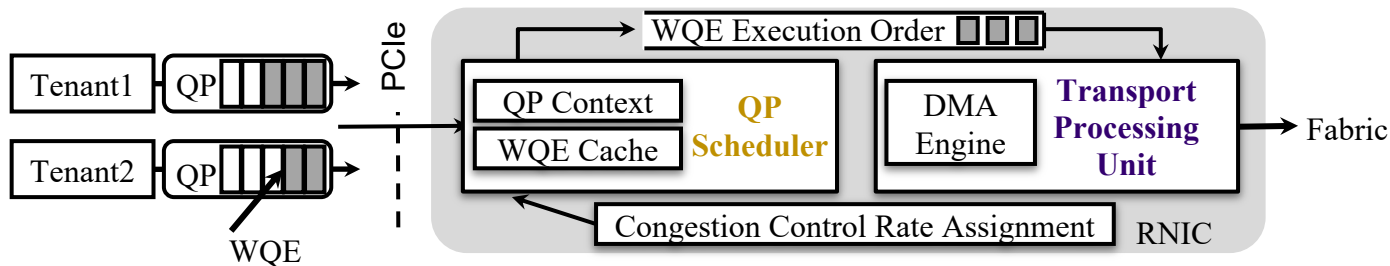 WQE Execution Order
PCIe
Tenant1
QP
Tenant2
QP
WQE
QP Context
WQE Cache
QP
Scheduler
DMA
Engine
Transport
Processing
Unit
Fabric
Congestion Control Rate Assignment
RNIC